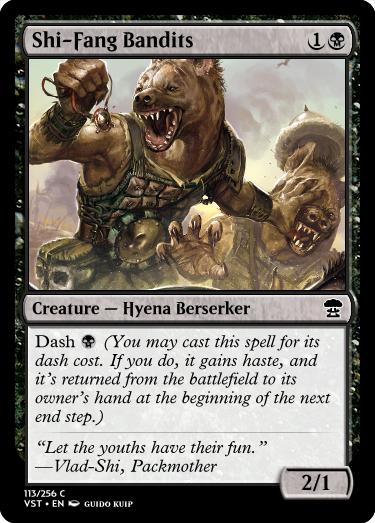 Shi-Fang Bandits 1
Creature — Hyena Berserker
Dash (You may cast this spell for its
dash cost. If you do, it gains haste, and
it's returned from the battlefield to its
owner's hand at the beginning of the next
end step.)
“Let the youths have their fun.”
—Vlad-Shi, Packmother
2/1
113/256 C
VST • EN GUIDO KUIP